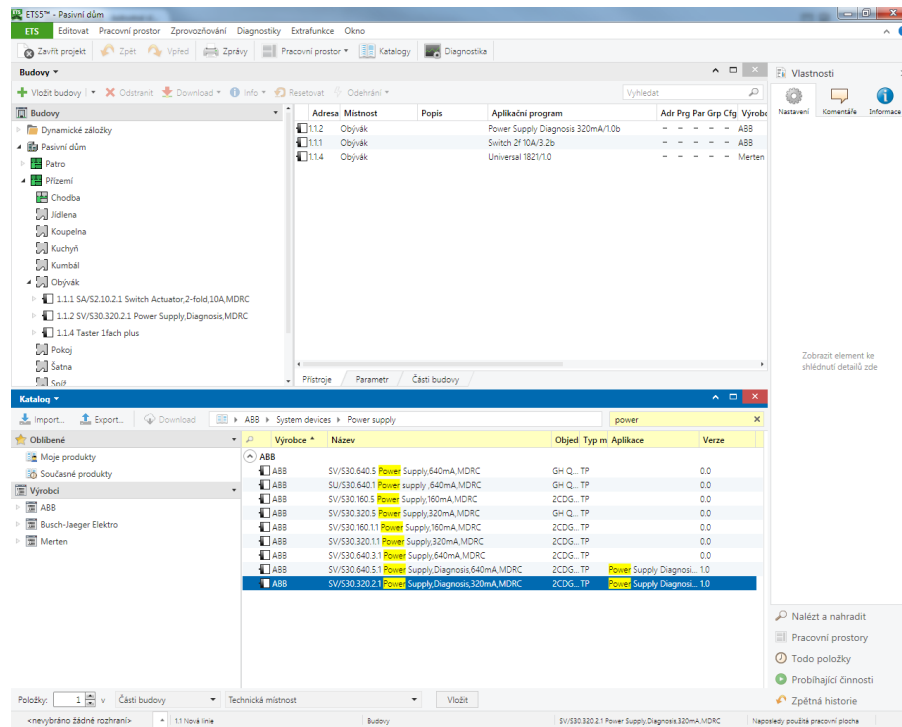 ETS5™ - Pasivní dům
ETS Editovat Pracovní prostor Zprovozňování Diagnostiky Extrafunkce Okno
Zavřít projekt Zpět Vpřed Zprávy Pracovní prostor Katalogy Diagnostika
Budovy
Vložit budovy Odstranit Download Info Resetovat Odehrání Vyhledat
Budovy
Dynamické záložky
Pasivní dům
Patro
Přízemí
Chodba
Jídlena
Koupelna
Kuchyň
Kumbál
Obývák
1.1.1 SA/S2.10.2.1 Switch Actuator,2-fold,10A,MDRC
1.1.2 SV/S30.320.2.1 Power Supply,Diagnosis,MDRC
1.1.4 Taster 1fach plus
Pokoj
Šatna
Spíž
Adresa Místnost Popis Aplikační program Adr Prg Par Grp Cfg Výrobc
1.1.2 Obývák Power Supply Diagnosis 320mA/1.0b - - - - - ABB
1.1.1 Obývák Switch 2f 10A/3.2b - - - - - ABB
1.1.4 Obývák Universal 1821/1.0 - - - - - Merten
Přístroje Parametr Části budovy
Vlastnosti
Nastavení Komentáře Informace
Zobrazit element ke
shlédnutí detailů zde
Katalog
Import... Export... Download ABB System devices Power supply power
Oblíbené
Moje produkty
Současné produkty
Výrobci
ABB
Busch-Jaeger Elektro
Merten
Výrobce Název Objed Typ m Aplikace Verze
ABB
ABB SV/S30.640.5 Power Supply,640mA,MDRC GH Q... TP 0.0
ABB SU/S30.640.1 Power supply ,640mA,MDRC GH Q... TP 0.0
ABB SV/S30.160.5 Power Supply,160mA,MDRC 2CDG... TP 0.0
ABB SV/S30.320.5 Power Supply,320mA,MDRC GH Q... TP 0.0
ABB SV/S30.160.1.1 Power Supply,160mA,MDRC 2CDG... TP 0.0
ABB SV/S30.320.1.1 Power Supply,320mA,MDRC 2CDG... TP 0.0
ABB SV/S30.640.3.1 Power Supply,640mA,MDRC 2CDG... TP 0.0
ABB SV/S30.640.5.1 Power Supply,Diagnosis,640mA,MDRC 2CDG... TP Power Supply Diagnosi... 1.0
ABB SV/S30.320.2.1 Power Supply,Diagnosis,320mA,MDRC 2CDG... TP Power Supply Diagnosi... 1.0
Nalézt a nahradit
Pracovní prostory
Todo položky
Probíhající činnosti
Zpětná historie
Položky: 1 v Části budovy Technická místnost Vložit
<nevybráno žádné rozhraní> 1.1 Nová linie Budovy SV/S30.320.2.1 Power Supply,Diagnosis,320mA,MDRC Naposledy použitá pracovní plocha